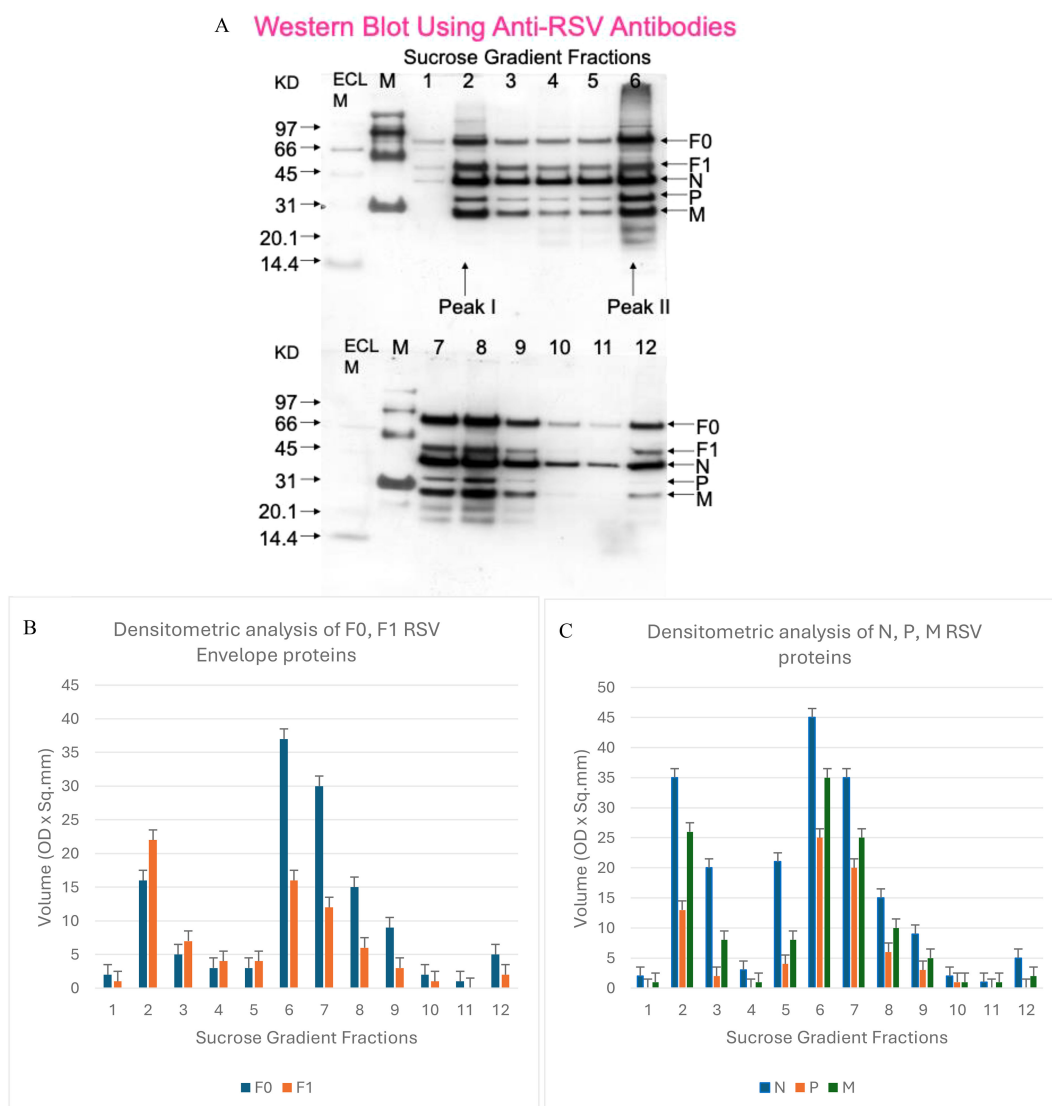 A Western Blot Using Anti-RSV Antibodies
Sucrose Gradient Fractions
KD ECL M 1 2 3 4 5 6
M
97
66
45
31
20.1
14.4
F0
F1
N
P
M
Peak I Peak II
KD ECL M 7 8 9 10 11 12
M
97
66
45
31
20.1
14.4
F0
F1
N
P
M
B
Densitometric analysis of F0, F1 RSV
Envelope proteins
Volume (OD x Sq.mm)
45
40
35
30
25
20
15
10
5
0
1 2 3 4 5 6 7 8 9 10 11 12
Sucrose Gradient Fractions
F0 F1
C
Densitometric analysis of N, P, M RSV
proteins
Volume (OD x Sq.mm)
50
45
40
35
30
25
20
15
10
5
0
1 2 3 4 5 6 7 8 9 10 11 12
Sucrose Gradient Fractions
N P M